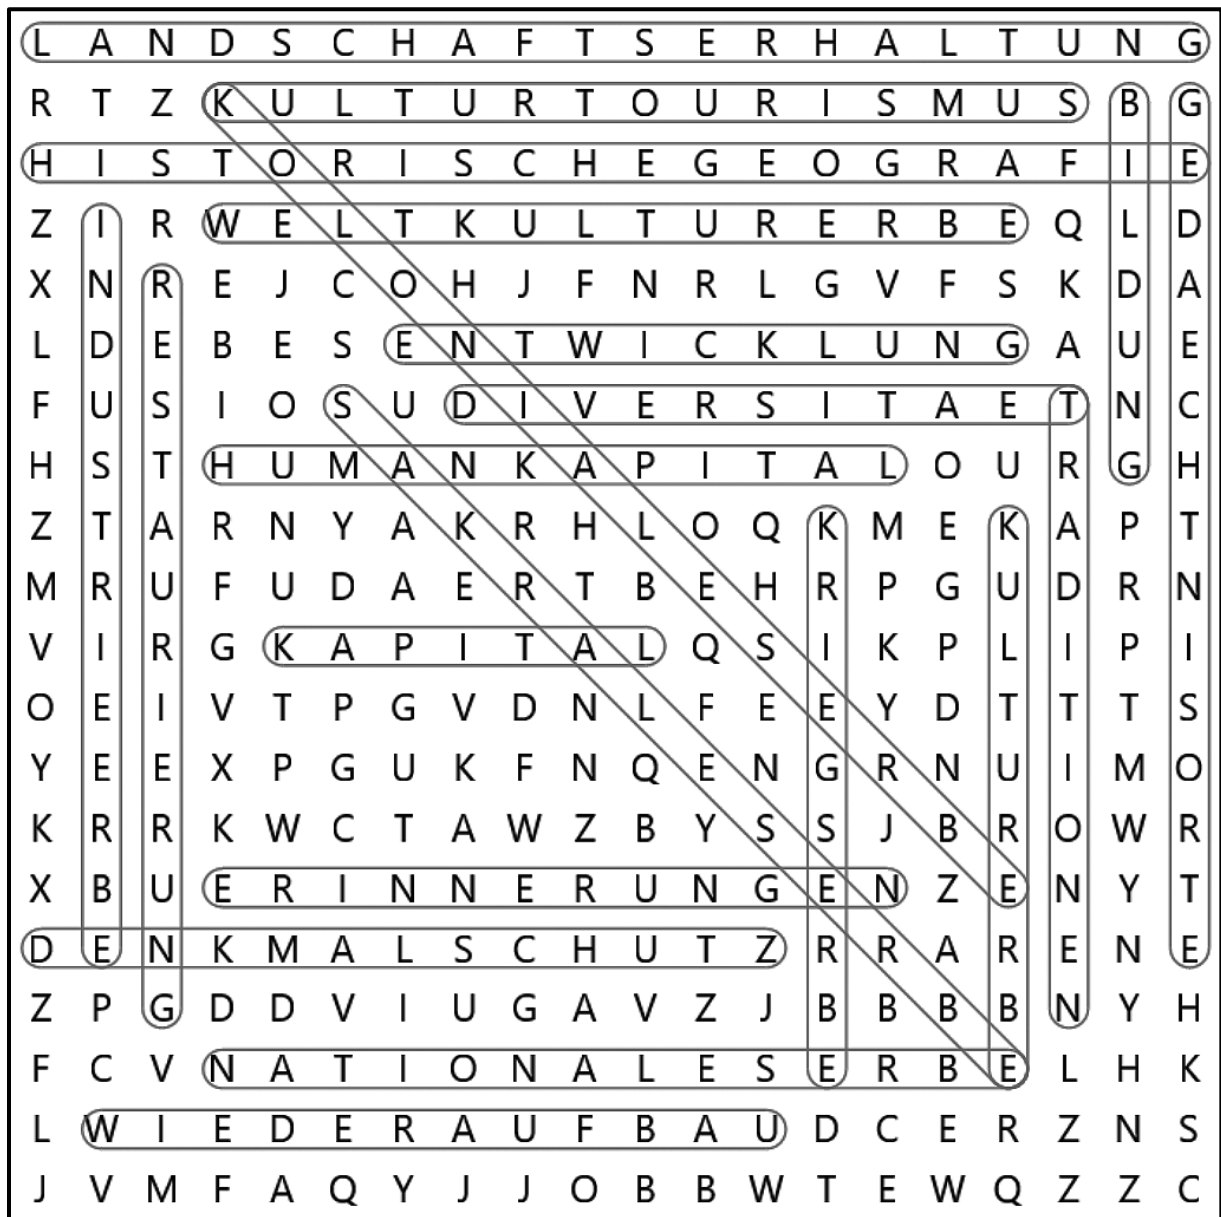 L A N D S C H A F T S E R H A L T U N G
R T Z K U L T U R T O U R I S M U S B G
H I S T O R I S C H E G E O G R A F I E
Z I R W E L T K U L T U R E R B E Q L D
X N R E J C O H J F N R L G V F S K D A
L D E B E S E N T W I C K L U N G A U E
F U S I O S U D I V E R S I T A E T N C
H S T H U M A N K A P I T A L O U R G H
Z T A R N Y A K R H L O Q K M E K A P T
M R U F U D A E R T B E H R P G U D R N
V I R G K A P I T A L Q S I K P L I P I
O E I V T P G V D N L F E E Y D T T T S
Y E E X P G U K F N Q E N G R N U I M O
K R R K W C T A W Z B Y S S J B R O W R
X B U E R I N N E R U N G E N Z E N Y T
D E N K M A L S C H U T Z R R A R E N E
Z P G D D V I U G A V Z J B B B B N Y H
F C V N A T I O N A L E S E R B E L H K
L W I E D E R A U F B A U D C E R Z N S
J V M F A Q Y J J O B B W T E W Q Z Z C